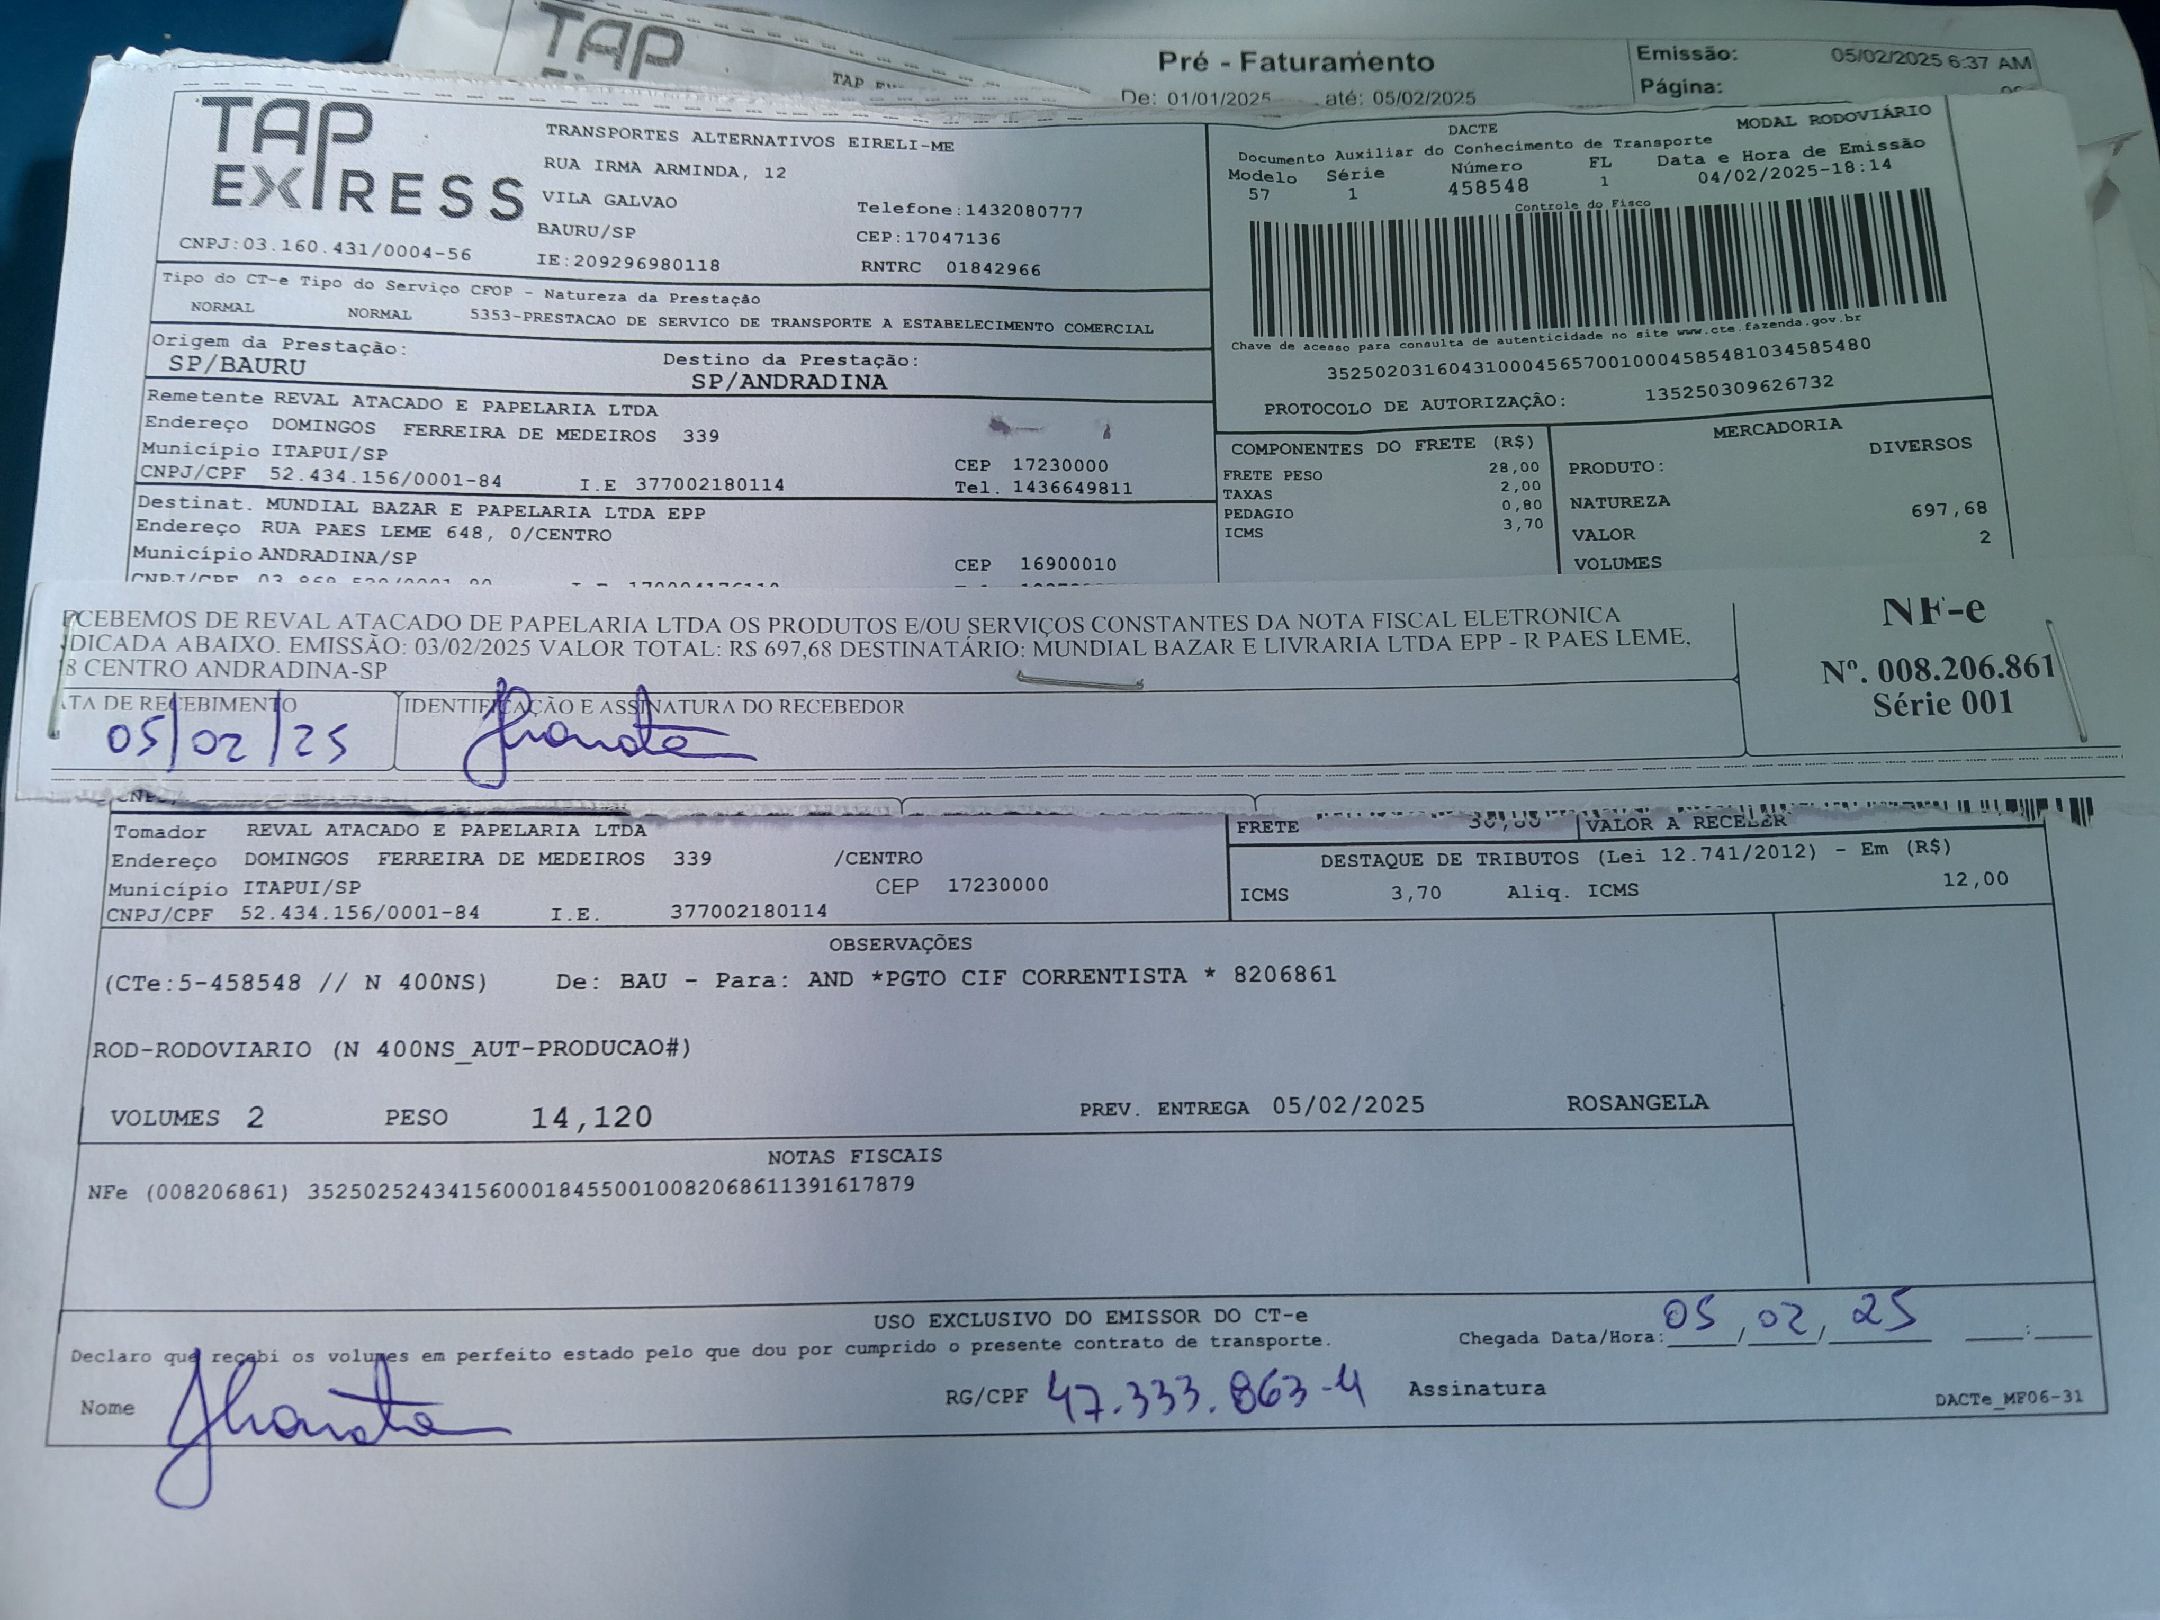 TAP
TAP
Pré - Faturamento
De: 01/01/2025 até: 05/02/2025
Emissão: 05/02/2025 6:37 AM
Página:
TAP
EXPRESS
CNPJ:03.160.431/0004-56
TRANSPORTES ALTERNATIVOS EIRELI-ME
RUA IRMA ARMINDA, 12
VILA GALVAO
BAURU/SP
IE:209296980118
Telefone:1432080777
CEP:17047136
RNTRC 01842966
DACTE MODAL RODOVIÁRIO
Documento Auxiliar do Conhecimento de Transporte
Modelo Série Número FL Data e Hora de Emissão
57 1 458548 1 04/02/2025-18:14
Controle do Fisco
Chave de acesso para consulta de autenticidade no site www.cte.fazenda.gov.br
35250203160431000456570010004585481034585480
PROTOCOLO DE AUTORIZAÇÃO: 135250309626732
Tipo do CT-e Tipo do Serviço CFOP - Natureza da Prestação
NORMAL NORMAL 5353-PRESTACAO DE SERVICO DE TRANSPORTE A ESTABELECIMENTO COMERCIAL
Origem da Prestação: Destino da Prestação:
SP/BAURU SP/ANDRADINA
Remetente REVAL ATACADO E PAPELARIA LTDA
Endereço DOMINGOS FERREIRA DE MEDEIROS 339
Município ITAPUI/SP CEP 17230000
CNPJ/CPF 52.434.156/0001-84 I.E 377002180114 Tel. 1436649811
Destinat. MUNDIAL BAZAR E PAPELARIA LTDA EPP
Endereço RUA PAES LEME 648, 0/CENTRO
Município ANDRADINA/SP CEP 16900010
COMPONENTES DO FRETE (R$)
FRETE PESO 28,00
TAXAS 2,00
PEDAGIO 0,80
ICMS 3,70
MERCADORIA
PRODUTO: DIVERSOS
NATUREZA
VALOR 697,68
VOLUMES 2
CEBEMOS DE REVAL ATACADO DE PAPELARIA LTDA OS PRODUTOS E/OU SERVIÇOS CONSTANTES DA NOTA FISCAL ELETRONICA
DICADA ABAIXO. EMISSÃO: 03/02/2025 VALOR TOTAL: R$ 697,68 DESTINATÁRIO: MUNDIAL BAZAR E LIVRARIA LTDA EPP - R PAES LEME,
8 CENTRO ANDRADINA-SP
TA DE RECEBIMENTO IDENTIFICAÇÃO E ASSINATURA DO RECEBEDOR
05/02/25
NF-e
Nº. 008.206.861
Série 001
Tomador REVAL ATACADO E PAPELARIA LTDA
Endereço DOMINGOS FERREIRA DE MEDEIROS 339 /CENTRO
Município ITAPUI/SP CEP 17230000
CNPJ/CPF 52.434.156/0001-84 I.E. 377002180114
FRETE VALOR A RECEBER
DESTAQUE DE TRIBUTOS (Lei 12.741/2012) - Em (R$)
ICMS 3,70 Aliq. ICMS 12,00
OBSERVAÇÕES
(CTe:5-458548 // N 400NS) De: BAU - Para: AND *PGTO CIF CORRENTISTA * 8206861
ROD-RODOVIARIO (N 400NS_AUT-PRODUCAO#)
VOLUMES 2 PESO 14,120 PREV. ENTREGA 05/02/2025 ROSANGELA
NOTAS FISCAIS
NFe (008206861) 35250252434156000184550010082068611391617879
USO EXCLUSIVO DO EMISSOR DO CT-e
Declaro que recebi os volumes em perfeito estado pelo que dou por cumprido o presente contrato de transporte.
Chegada Data/Hora: 05/02/25 __:__
Nome RG/CPF 47.333.863-4 Assinatura
DACTe_MF06-31